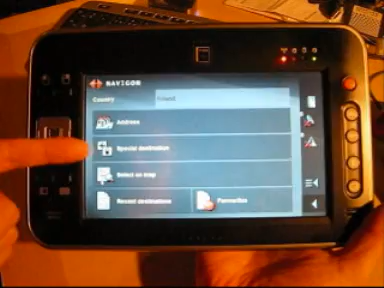 NAVIGON
Country
Address
Special destination
Select on map
Recent destinations
Favourites